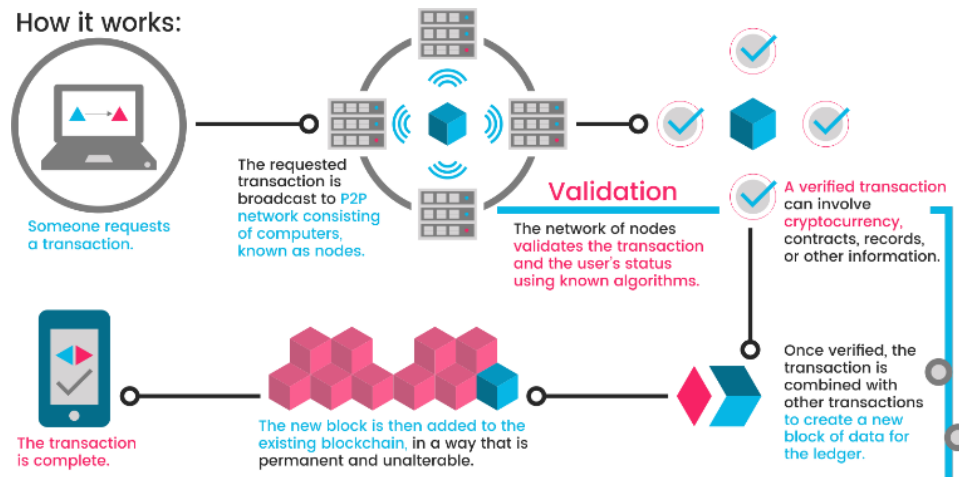 How it works:
Someone requests
a transaction.
The requested
transaction is
broadcast to P2P
network consisting
of computers,
known as nodes.
Validation
The network of nodes
validates the transaction
and the user's status
using known algorithms.
A verified transaction
can involve
cryptocurrency,
contracts, records,
or other information.
Once verified, the
transaction is
combined with
other transactions
to create a new
block of data for
the ledger.
The new block is then added to the
existing blockchain, in a way that is
permanent and unalterable.
The transaction
is complete.